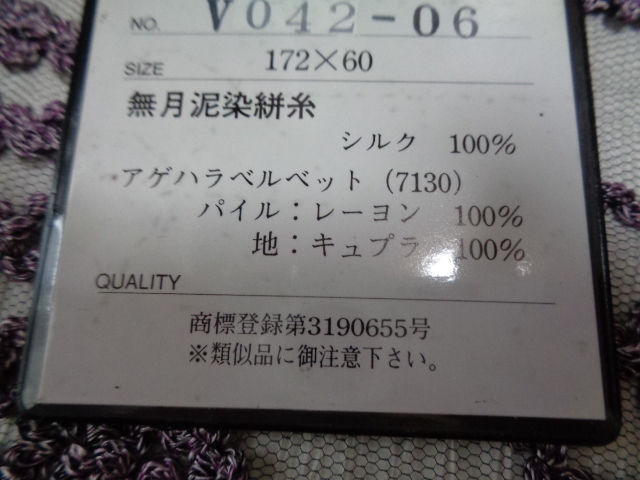 NO. V042-06
SIZE 172×60
無月泥染絣糸
シルク 100%
アゲハラベルベット (7130)
パイル：レーヨン 100%
地：キュプラ 100%
QUALITY
商標登録第3190655号
※類似品に御注意下さい。